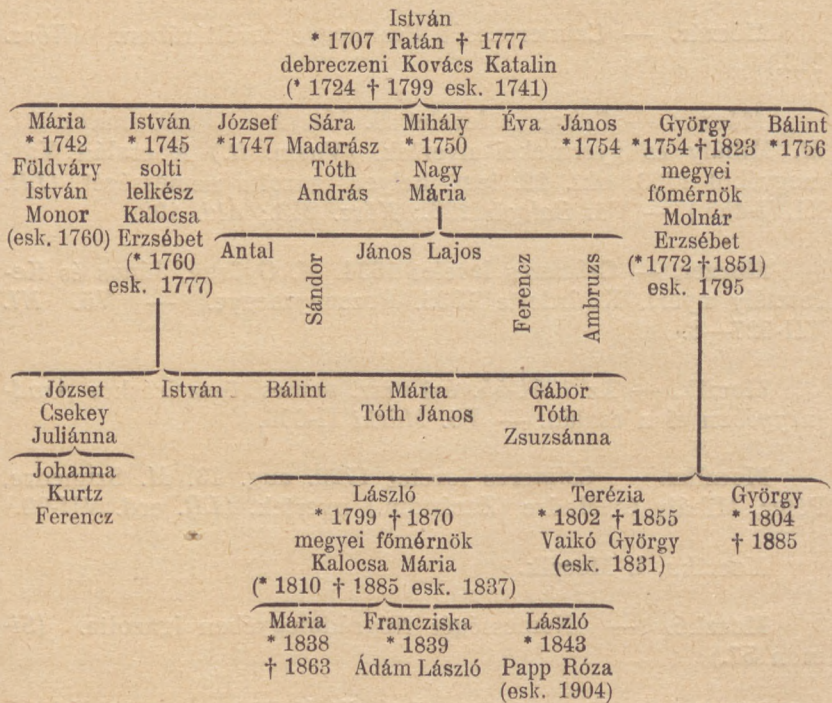 István
* 1707 Tatán † 1777
debreczeni Kovács Katalin
(* 1724 † 1799 esk. 1741)
Mária
* 1742
Földváry
István
Monor
(esk. 1760)
István
* 1745
solti
lelkész
Kalocsa
Erzsébet
(* 1760
esk. 1777)
József
*1747
Sára
Madarász
Tóth
András
Mihály
* 1750
Nagy
Mária
Éva
János
*1754
György
*1754 †1823
megyei
főmérnök
Molnár
Erzsébet
(*1772 †1851)
esk. 1795
Bálint
*1756
Antal
Sándor
János
Lajos
Ferencz
Ambruzs
Józset
Csekey
Juliánna
István
Bálint
Márta
Tóth János
Gábor
Tóth
Zsuzsánna
Johanna
Kurtz
Ferencz
László
* 1799 † 1870
megyei főmérnök
Kalocsa Mária
(* 1810 † 1885 esk. 1837)
Terézia
* 1802 † 1855
Vaikó György
(esk. 1831)
György
* 1804
† 1885
Mária
* 1838
† 1863
Francziska
* 1839
Ádám László
László
* 1843
Papp Róza
(esk. 1904)